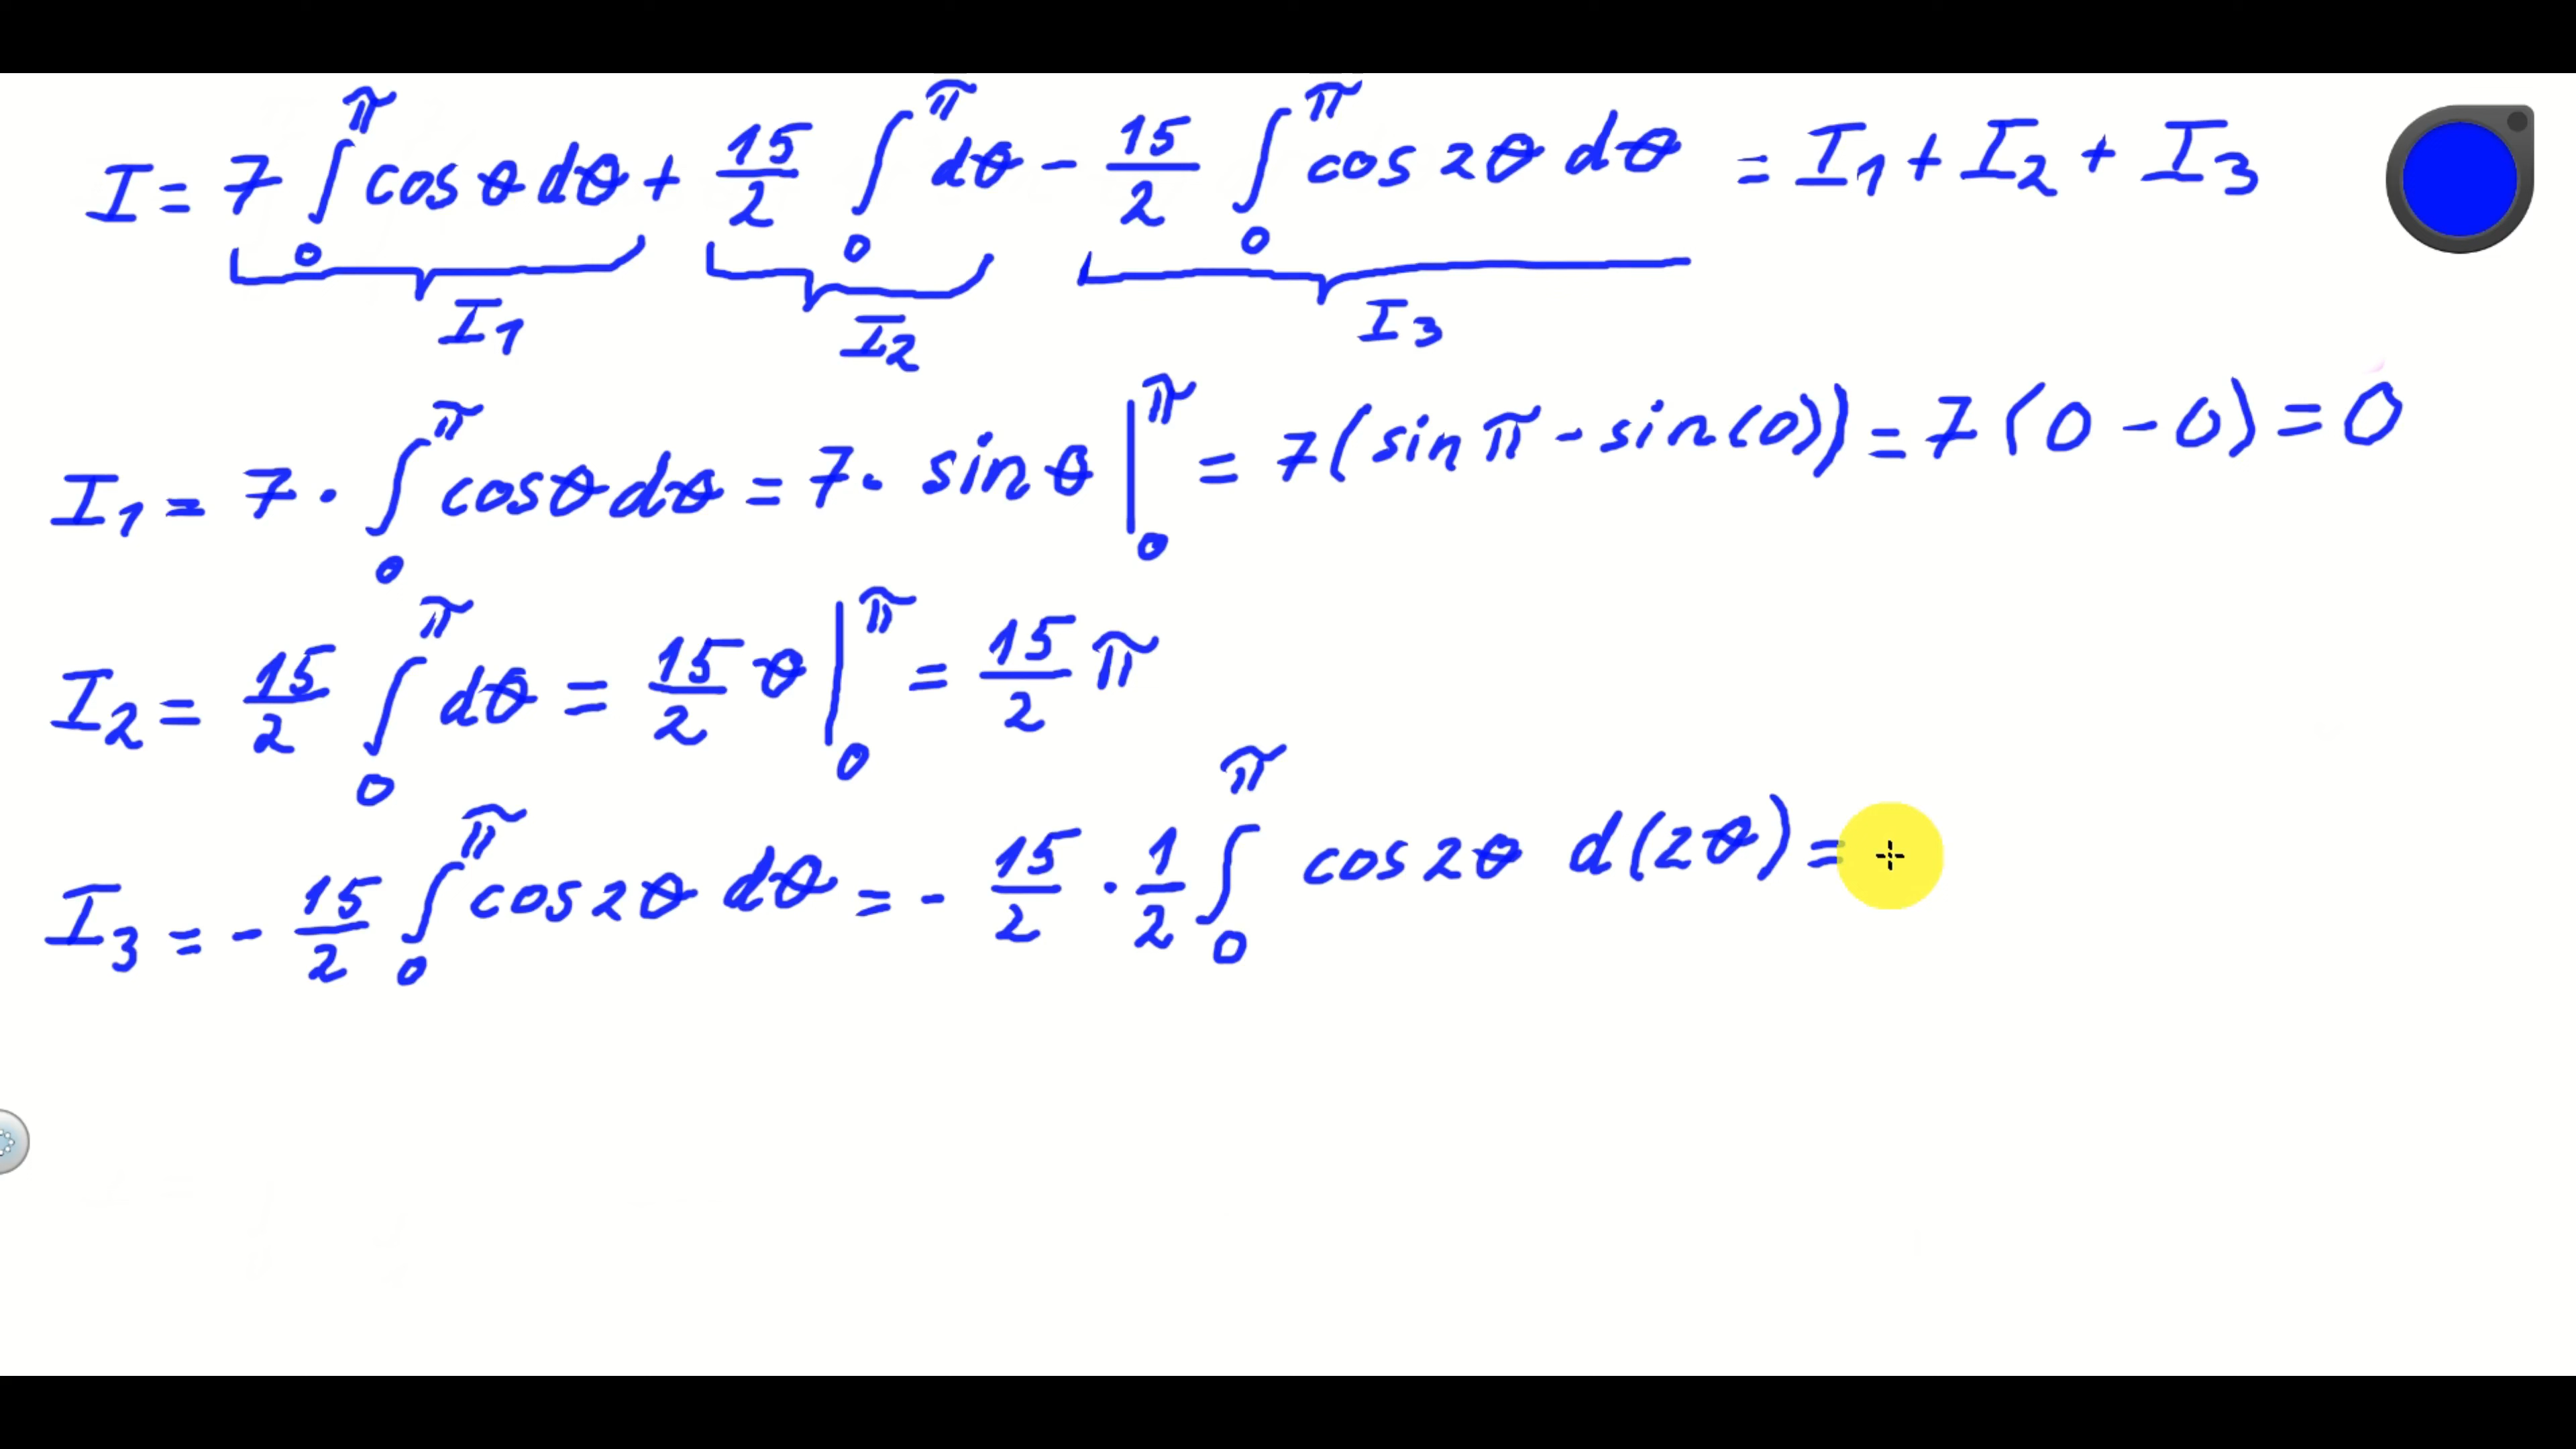 I = 7 ∫₀^π cos θ dθ + 15/2 ∫₀^π dθ - 15/2 ∫₀^π cos 2θ dθ = I₁ + I₂ + I₃
I₁ I₂ I₃
I₁ = 7 · ∫₀^π cos θ dθ = 7 · sin θ |₀^π = 7(sin π - sin(0)) = 7(0 - 0) = 0
I₂ = 15/2 ∫₀^π dθ = 15/2 θ |₀^π = 15/2 π
I₃ = - 15/2 ∫₀^π cos 2θ dθ = - 15/2 · 1/2 ∫₀^π cos 2θ d(2θ) =